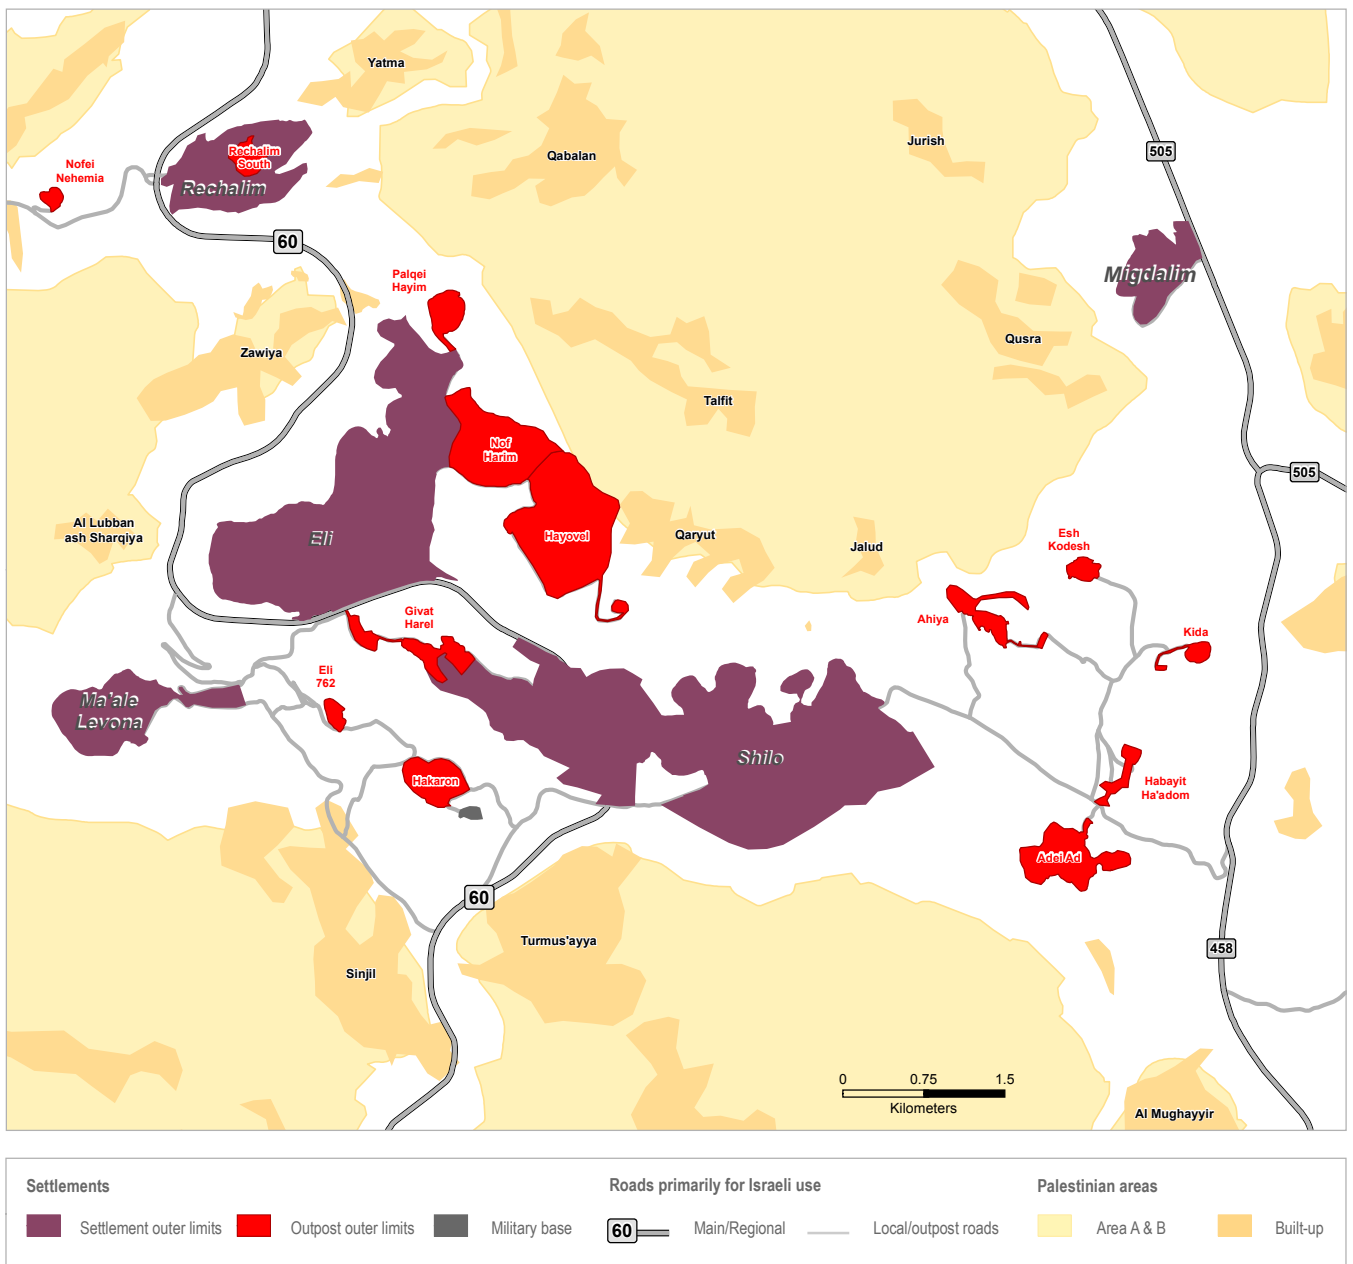 Yatma
Qabalan
Jurish
505
Rechalim
South
Nofei
Nehemia
Rechalim
60
Migdalim
Palqei
Hayim
Zawiya
Qusra
Talfit
Nof
Harim
505
Al Lubban
ash Sharqiya
Eli
Hayovel
Qaryut
Jalud
Esh
Kodesh
Givat
Harel
Ahiya
Kida
Eli
762
Ma'ale
Levona
Shilo
Hakaron
Habayit
Ha'adom
Adei Ad
60
Turmus'ayya
458
Sinjil
0 0.75 1.5
Kilometers
Al Mughayyir
Settlements
Settlement outer limits
Outpost outer limits
Military base
Roads primarily for Israeli use
60
Main/Regional
Local/outpost roads
Palestinian areas
Area A & B
Built-up